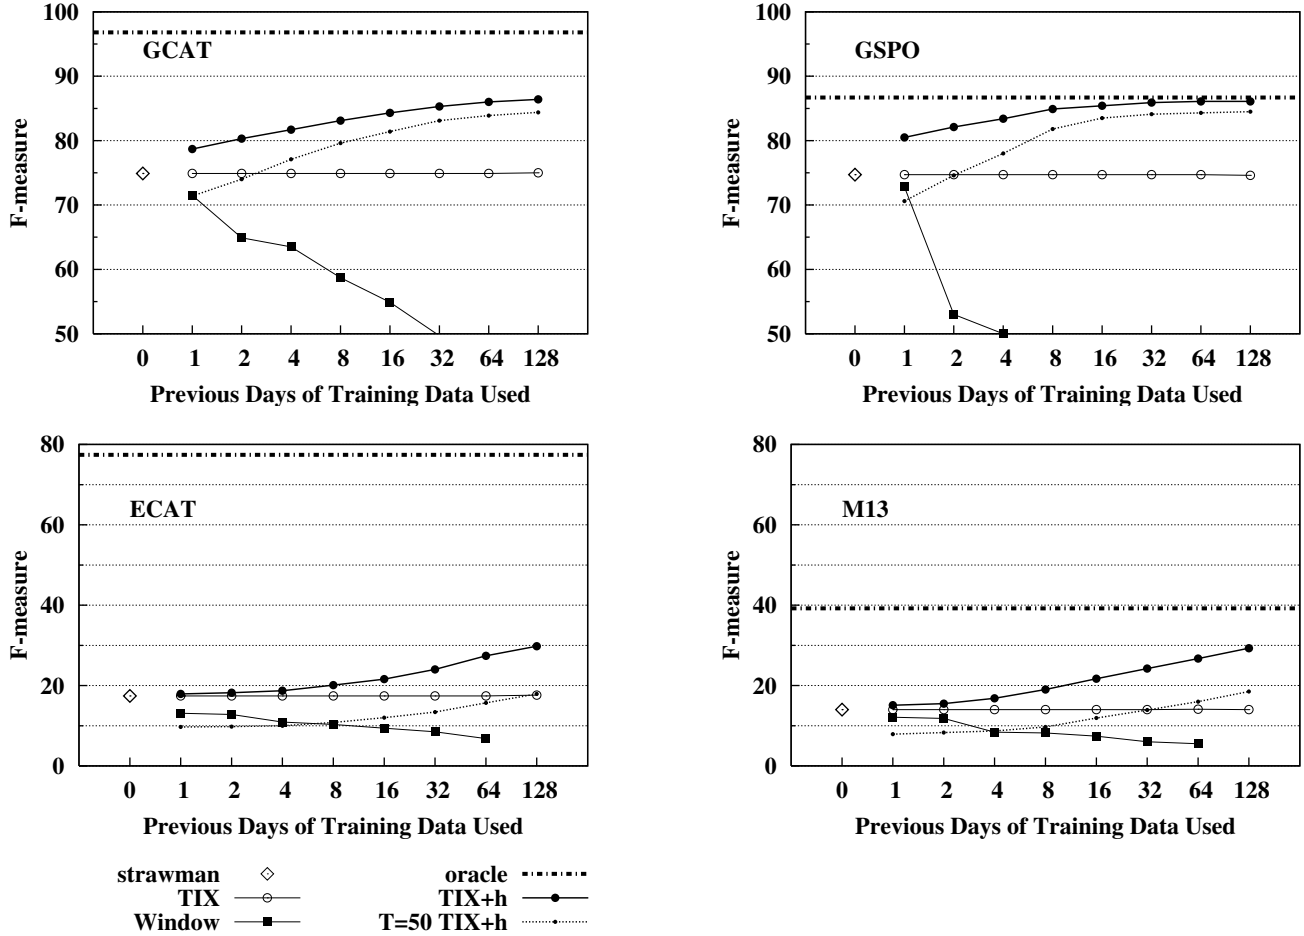 100
90
80
70
60
50
F-measure
GCAT
0 1 2 4 8 16 32 64 128
Previous Days of Training Data Used
100
90
80
70
60
50
F-measure
GSPO
0 1 2 4 8 16 32 64 128
Previous Days of Training Data Used
80
60
40
20
0
F-measure
ECAT
0 1 2 4 8 16 32 64 128
Previous Days of Training Data Used
80
60
40
20
0
F-measure
M13
0 1 2 4 8 16 32 64 128
Previous Days of Training Data Used
strawman
TIX
Window
oracle
TIX+h
T=50 TIX+h